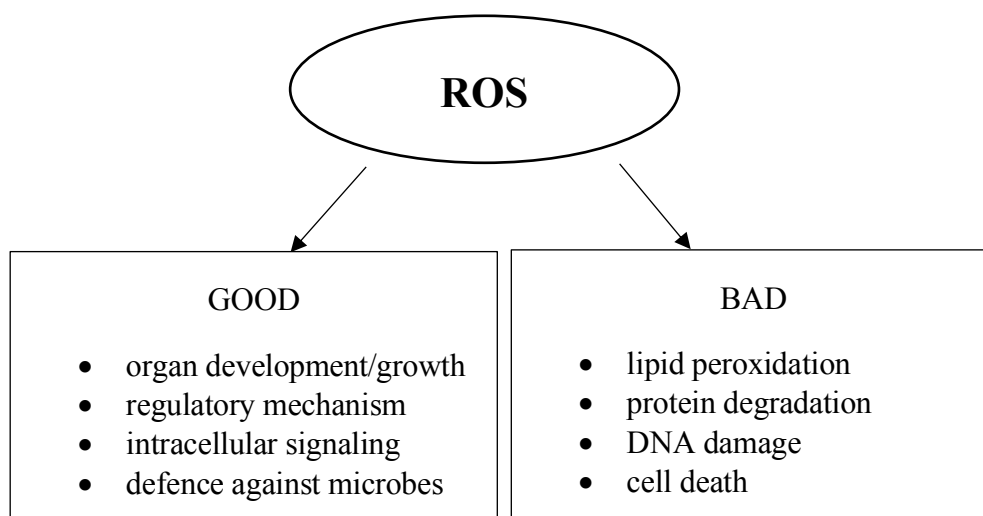 ROS
GOOD
• organ development/growth
• regulatory mechanism
• intracellular signaling
• defence against microbes
BAD
• lipid peroxidation
• protein degradation
• DNA damage
• cell death